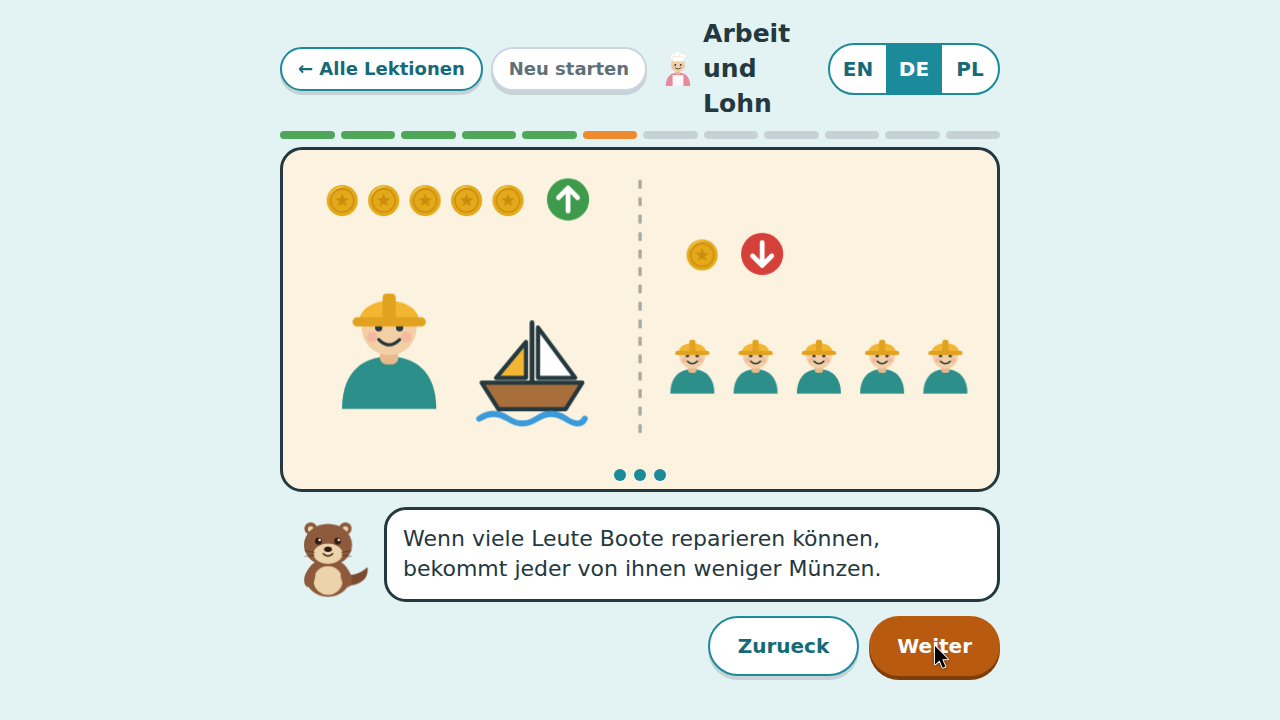 ← Alle Lektionen
Neu starten
Arbeit
und
Lohn
EN
DE
PL
Wenn viele Leute Boote reparieren können,
bekommt jeder von ihnen weniger Münzen.
Zurueck
Weiter